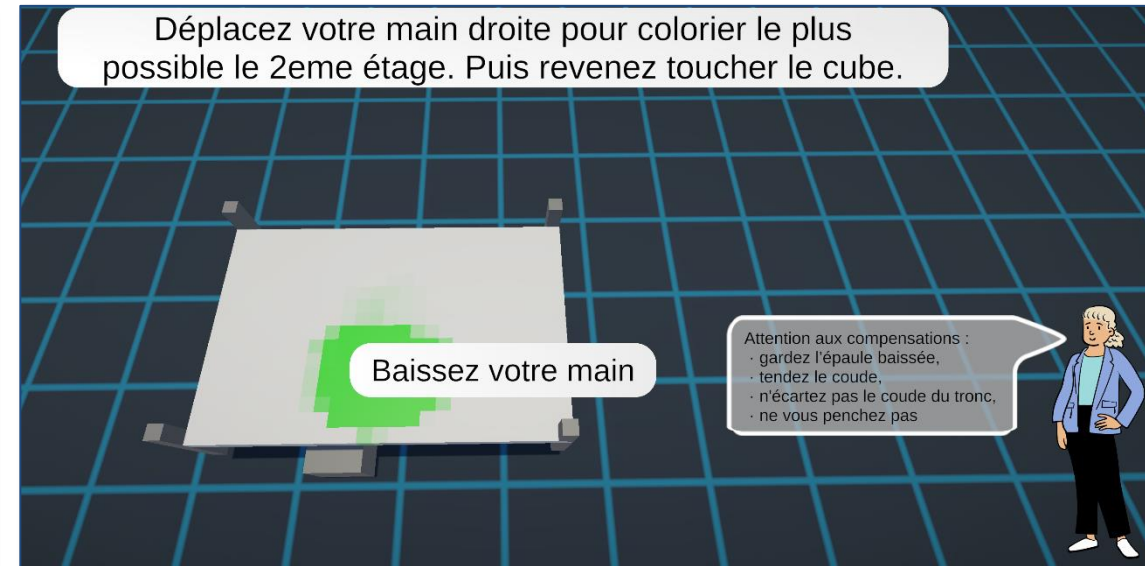 Déplacez votre main droite pour colorier le plus
possible le 2eme étage. Puis revenez toucher le cube.
Baissez votre main
Attention aux compensations :
· gardez l'épaule baissée,
· tendez le coude,
· n'écartez pas le coude du tronc,
· ne vous penchez pas